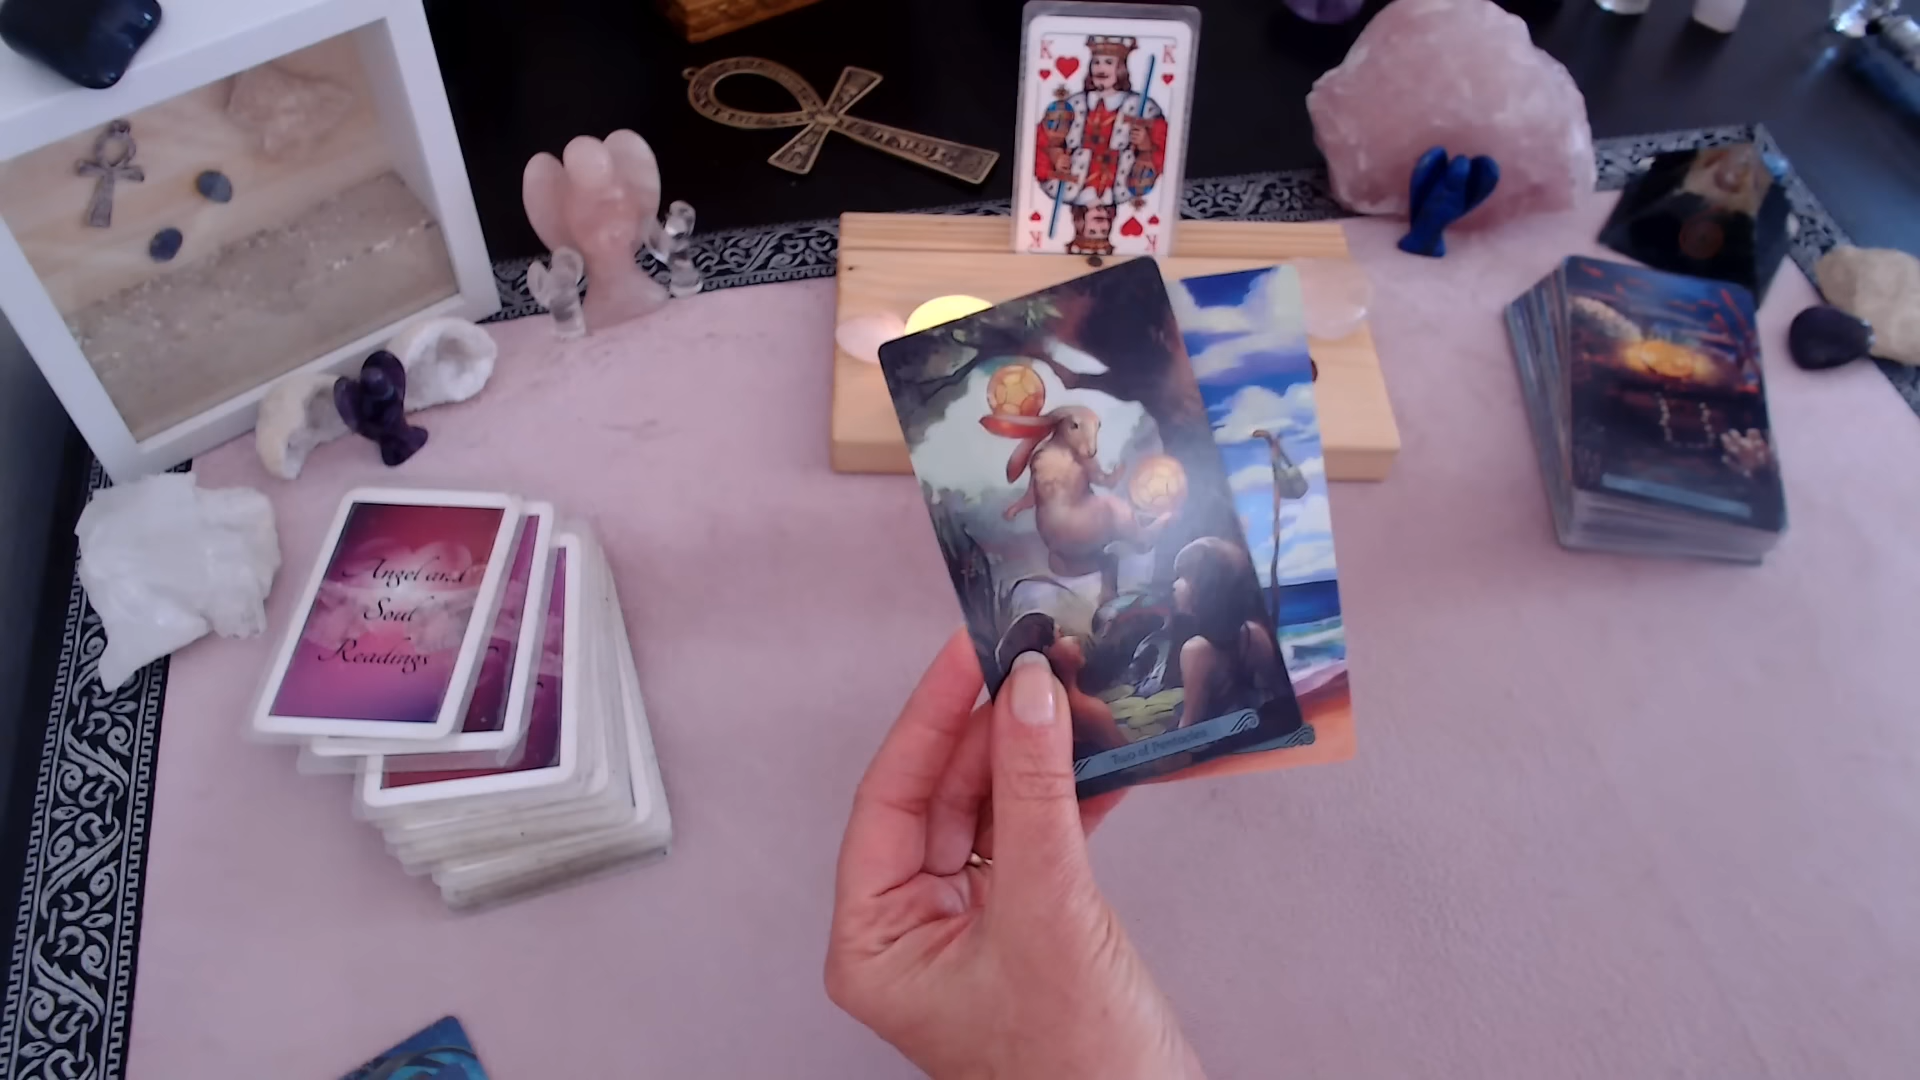 K
K
Angel and
Soul
Readings
Two of Pentacles
K
K